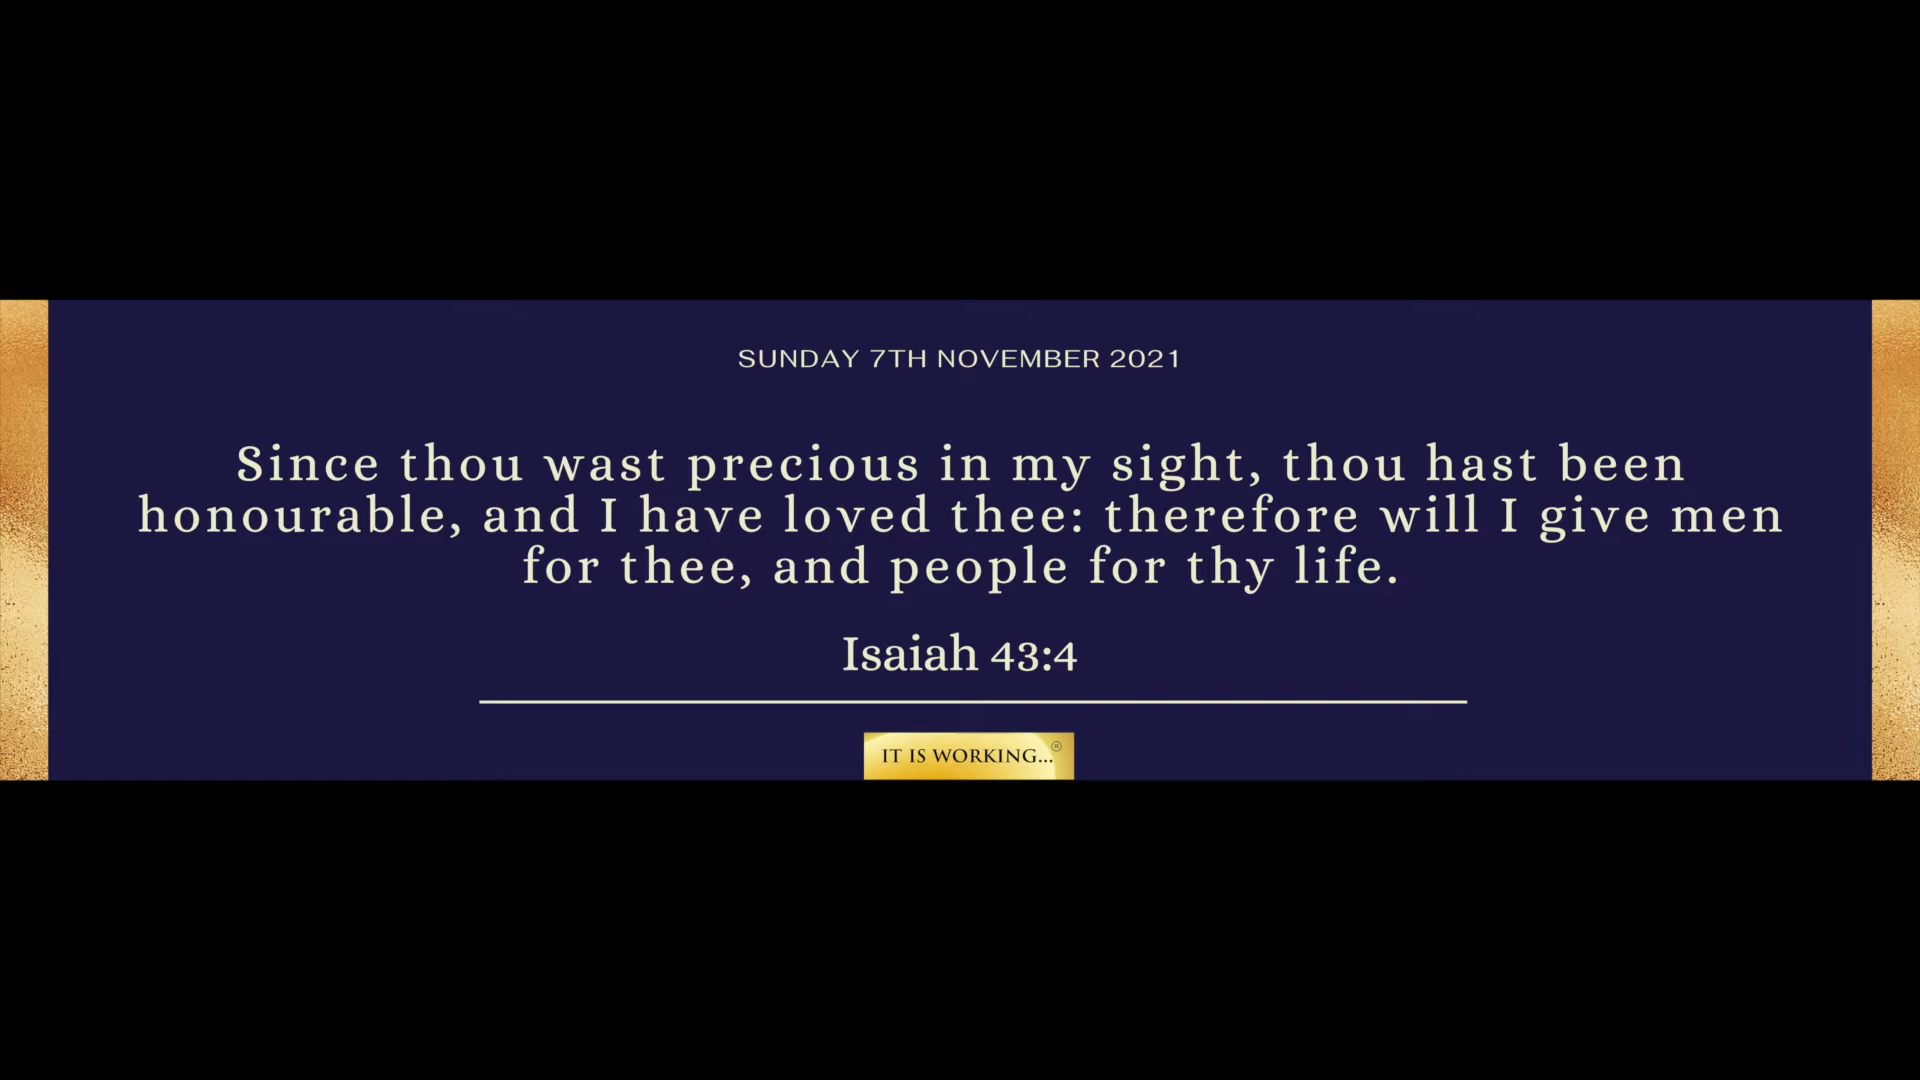 SUNDAY 7TH NOVEMBER 2021
Since thou wast precious in my sight, thou hast been
honourable, and I have loved thee: therefore will I give men
for thee, and people for thy life.
Isaiah 43:4
IT IS WORKING...®